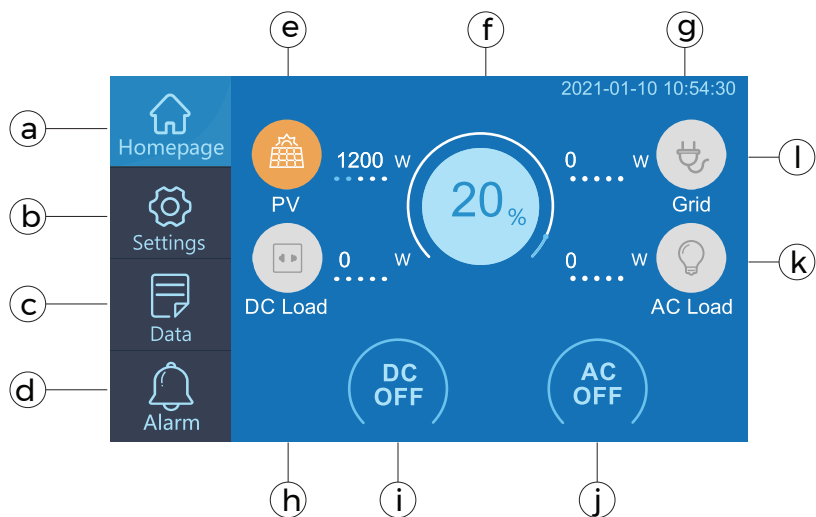 e f g
2021-01-10 10:54:30
a
Homepage
1200 W
0 W
l
PV
20%
Grid
b
Settings
0 W
0 W
k
DC Load
AC Load
c
Data
DC
OFF
AC
OFF
d
Alarm
h i j